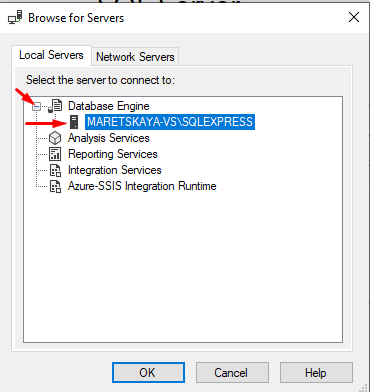 Browse for Servers
Local Servers
Network Servers
Select the server to connect to:
Database Engine
MARETSKAYA-VS\SQLEXPRESS
Analysis Services
Reporting Services
Integration Services
Azure-SSIS Integration Runtime
OK
Cancel
Help